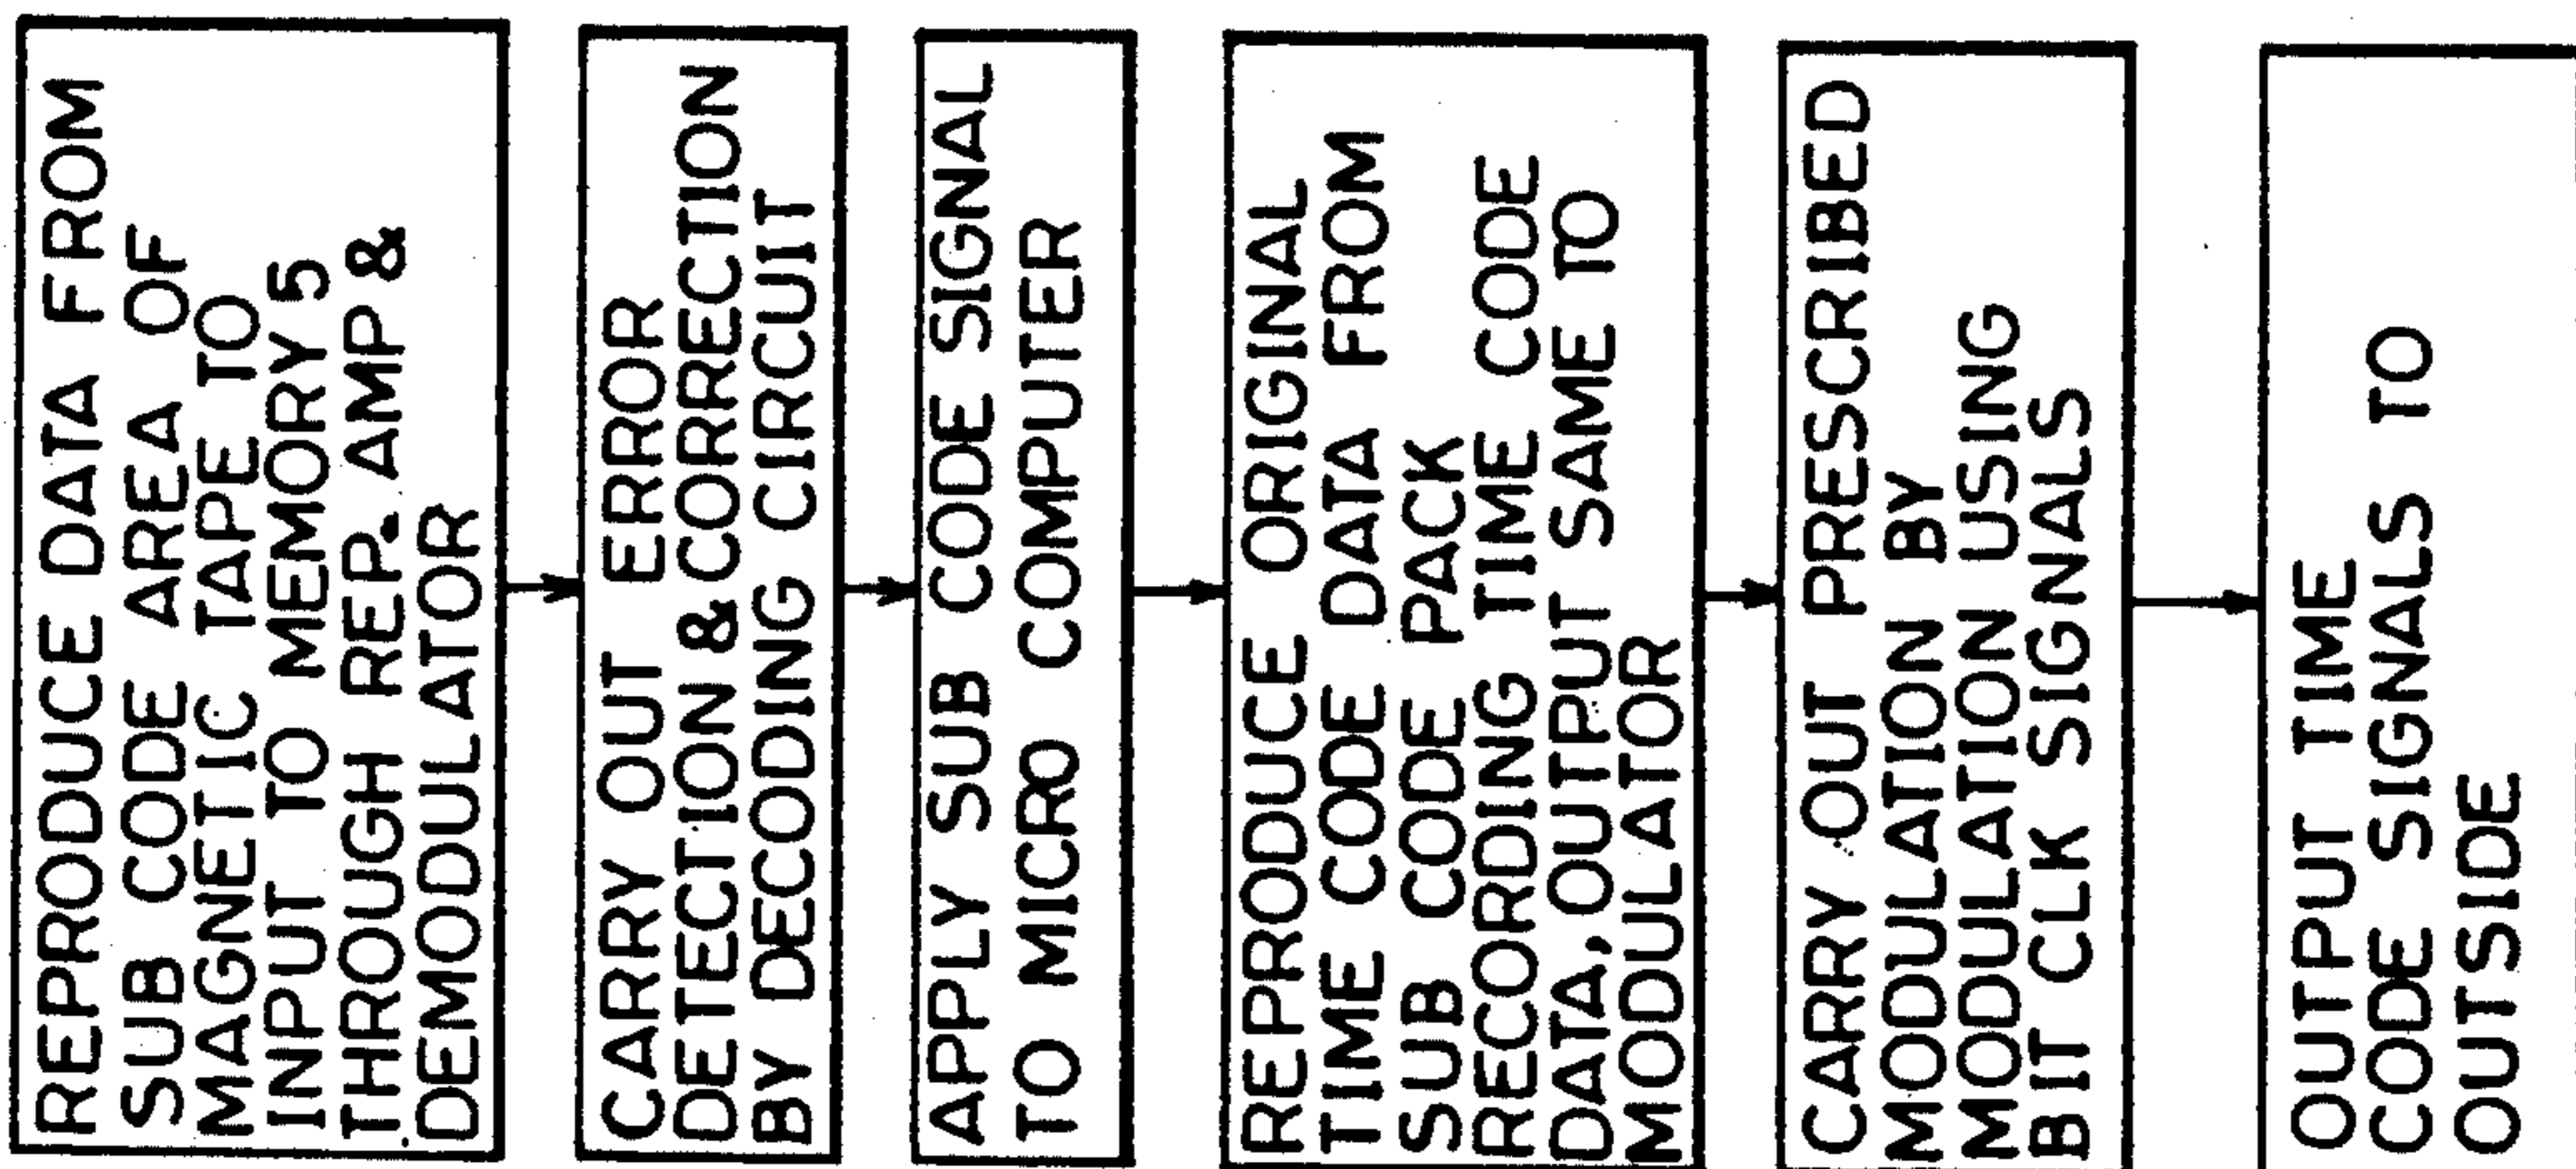 REPRODUCE DATA FROM
SUB CODE AREA OF
MAGNETIC TAPE TO
INPUT TO MEMORY 5
THROUGH REP. AMP &
DEMODULATOR
CARRY OUT ERROR
DETECTION & CORRECTION
BY DECODING CIRCUIT
APPLY SUB CODE SIGNAL
TO MICRO COMPUTER
REPRODUCE ORIGINAL
TIME CODE DATA FROM
SUB CODE PACK
RECORDING TIME CODE
DATA, OUTPUT SAME TO
MODULATOR
CARRY OUT PRESCRIBED
MODULATION BY
MODULATION USING
BIT CLK SIGNALS
OUTPUT TIME
CODE SIGNALS TO
OUTSIDE